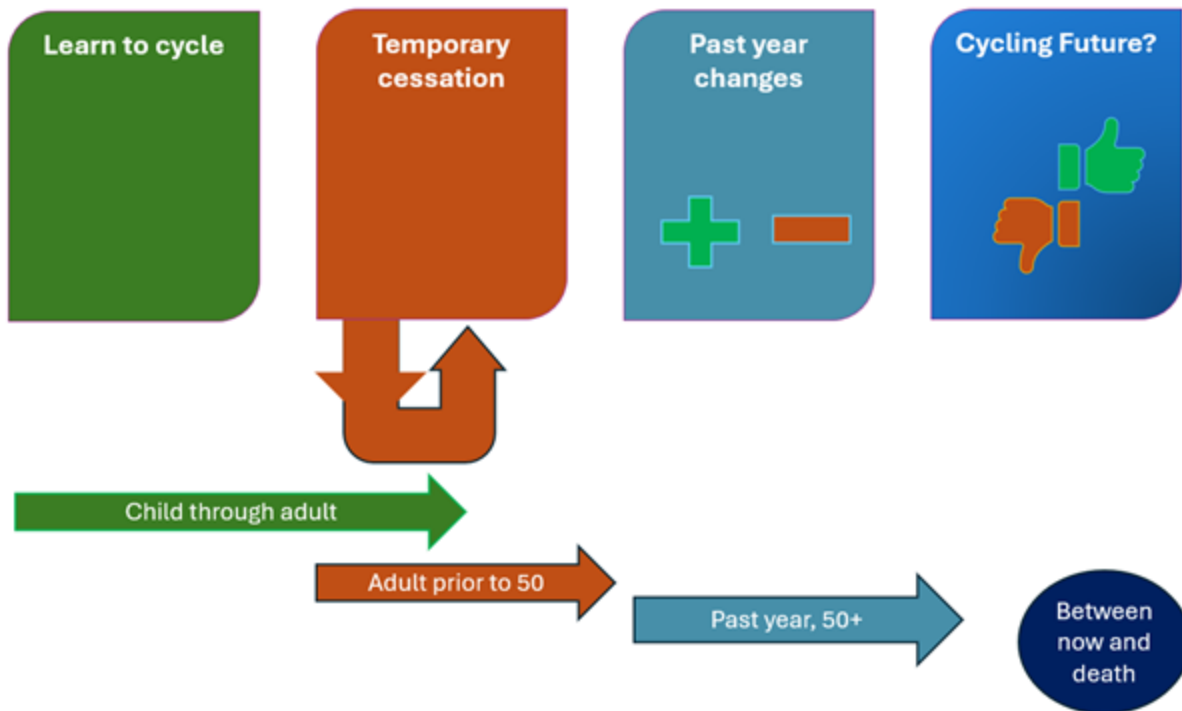 Learn to cycle
Temporary
cessation
Past year
changes
Cycling Future?
Child through adult
Adult prior to 50
Past year, 50+
Between
now and
death